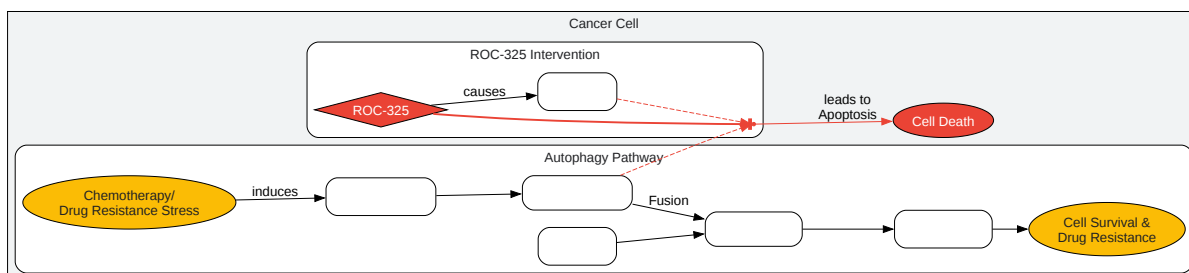 Cancer Cell
ROC-325 Intervention
causes
ROC-325
leads to
Apoptosis
Cell Death
Autophagy Pathway
Chemotherapy/
Drug Resistance Stress
induces
Fusion
Cell Survival &
Drug Resistance